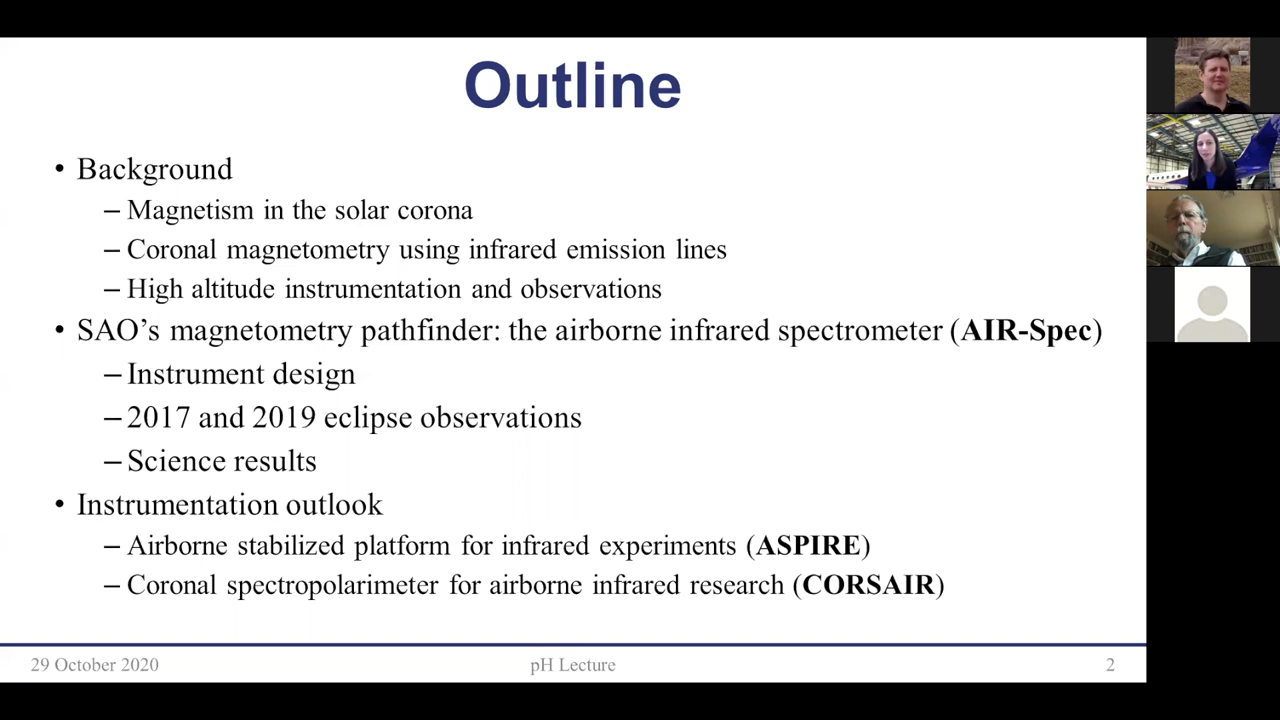 Outline
• Background
– Magnetism in the solar corona
– Coronal magnetometry using infrared emission lines
– High altitude instrumentation and observations
• SAO’s magnetometry pathfinder: the airborne infrared spectrometer (AIR-Spec)
– Instrument design
– 2017 and 2019 eclipse observations
– Science results
• Instrumentation outlook
– Airborne stabilized platform for infrared experiments (ASPIRE)
– Coronal spectropolarimeter for airborne infrared research (CORSAIR)
29 October 2020
pH Lecture
2